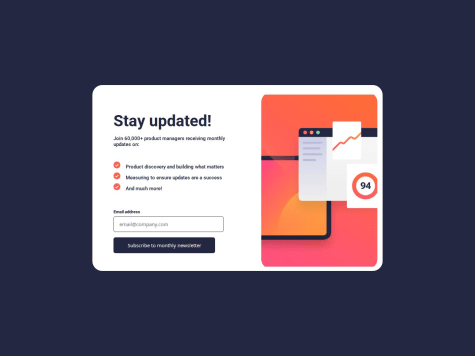 Stay updated!
Join 60,000+ product managers receiving monthly
updates on:
Product discovery and building what matters
Measuring to ensure updates are a success
And much more!
Email address
email@company.com
Subscribe to monthly newsletter
94